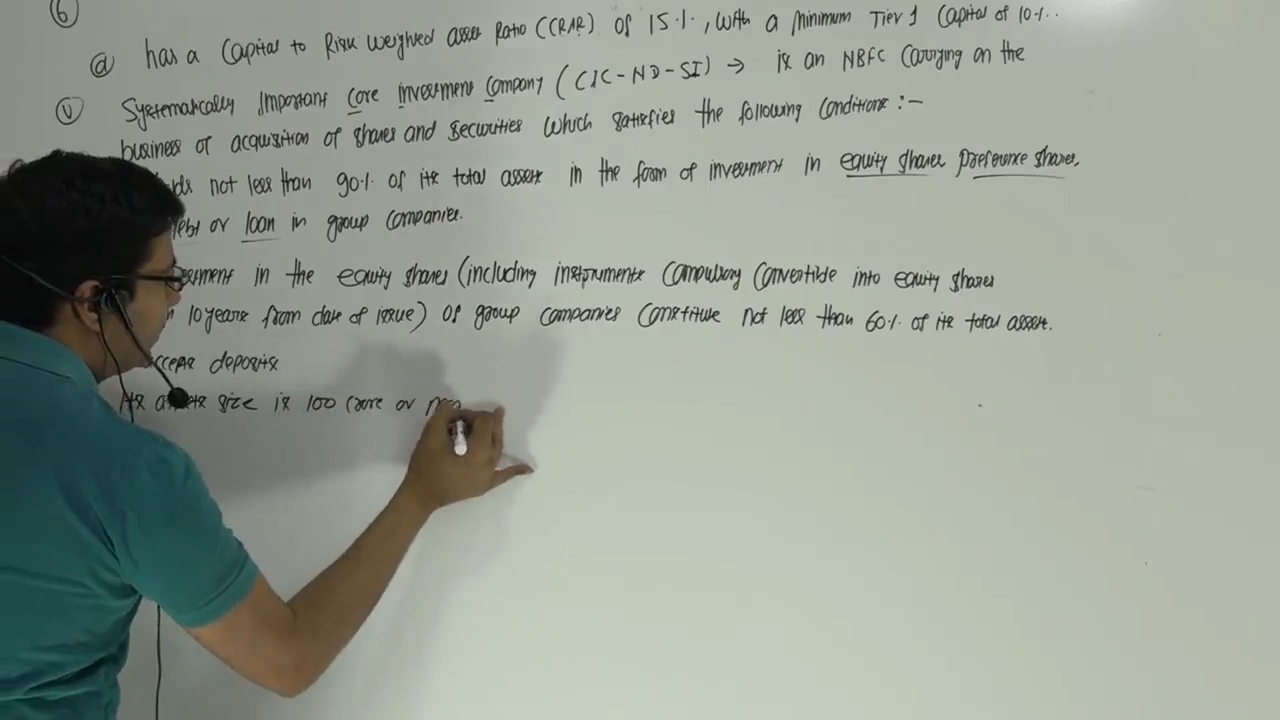 6
d has a Capital to Risk Weighted asset Ratio (CRAR) of 15%, with a Minimum Tier 1 Capital of 10%.
V Systematically Important Core investment Company (CIC-ND-SI) → is an NBFC Carrying on the
business of acquisition of shares and securities which satisfies the following conditions :-
not less than 90% of its total assets in the form of investment in equity shares preference shares,
debt or loan in group companies.
in the equity shares (including instruments compulsory Convertible into equity shares
10 years from date of issue) of group companies constitute not less than 60% of its total assets.
accept deposits
Its assets size is 100 crore or